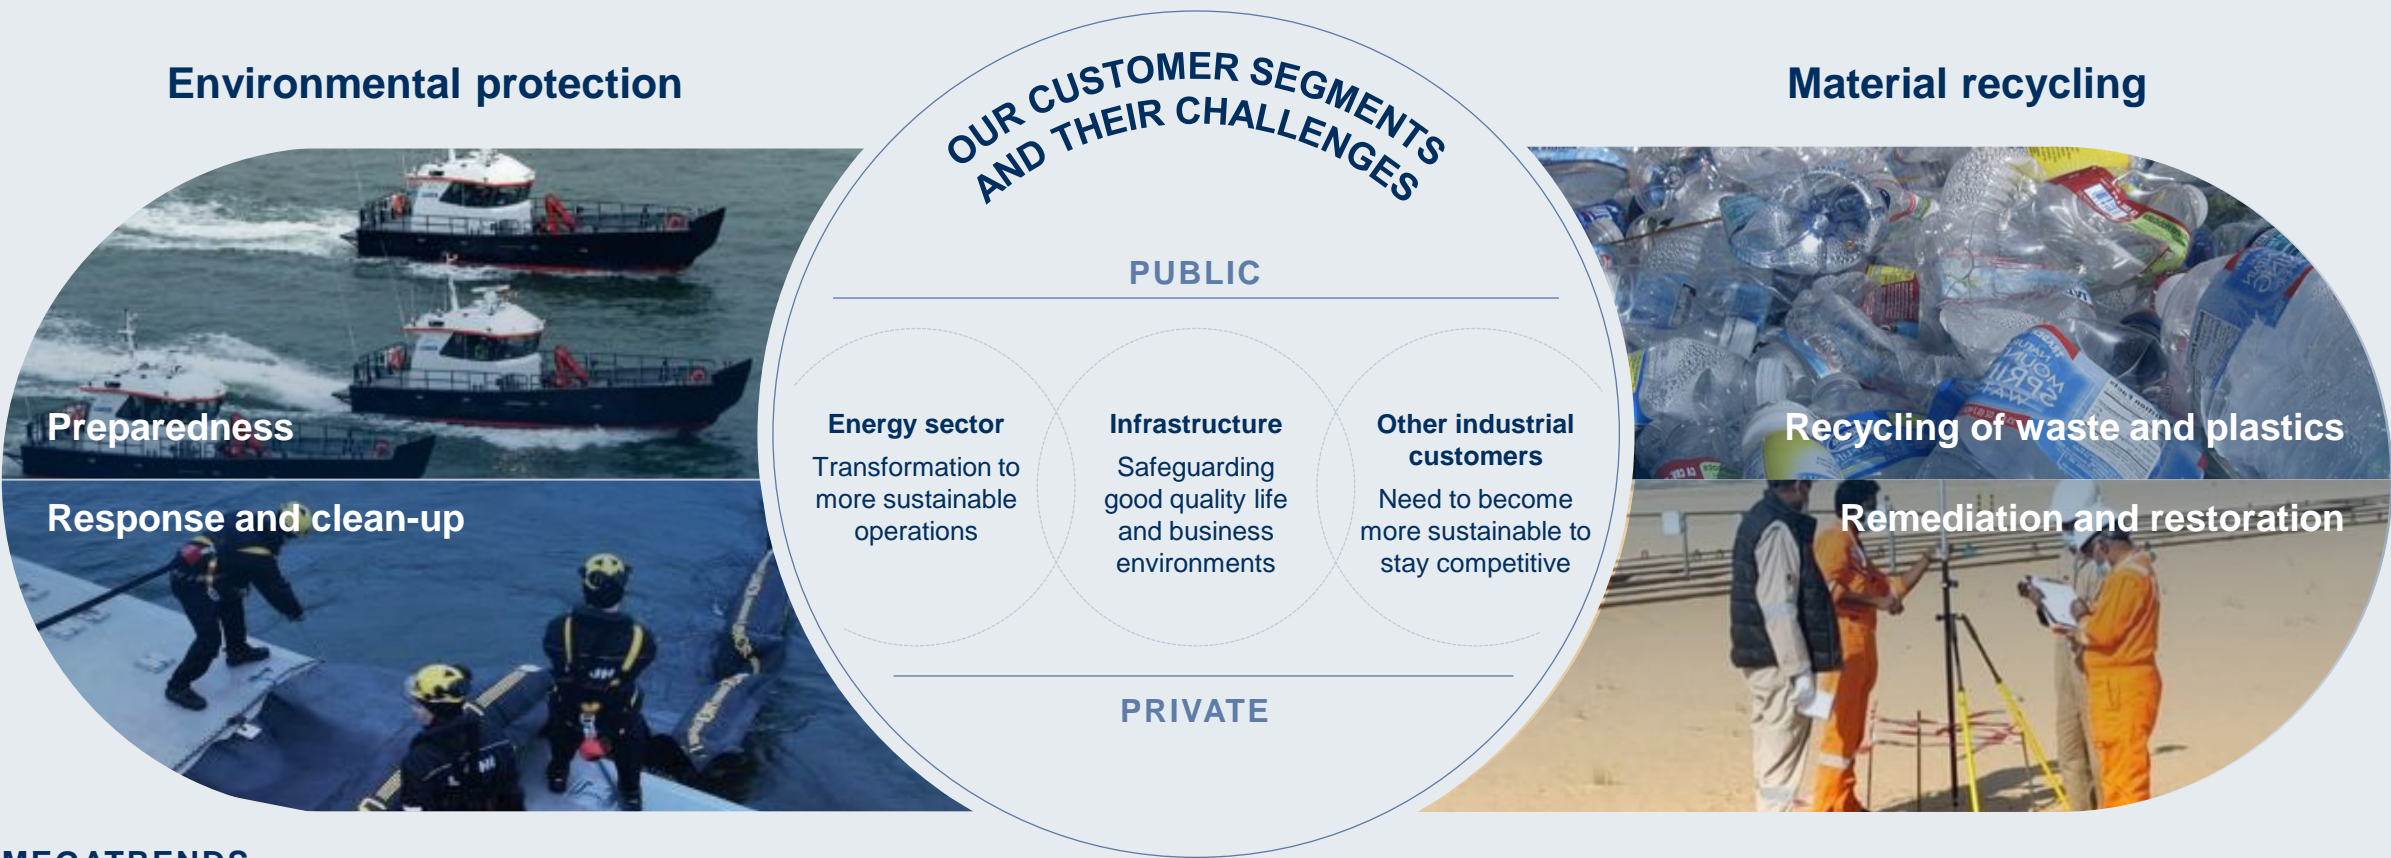 Environmental protection
OUR CUSTOMER SEGMENTS
AND THEIR CHALLENGES
Material recycling
PUBLIC
Preparedness
Response and clean-up
Energy sector
Transformation to
more sustainable
operations
Infrastructure
Safeguarding
good quality life
and business
environments
Other industrial
customers
Need to become
more sustainable to
stay competitive
Recycling of waste and plastics
Remediation and restoration
PRIVATE
MEGATRENDS